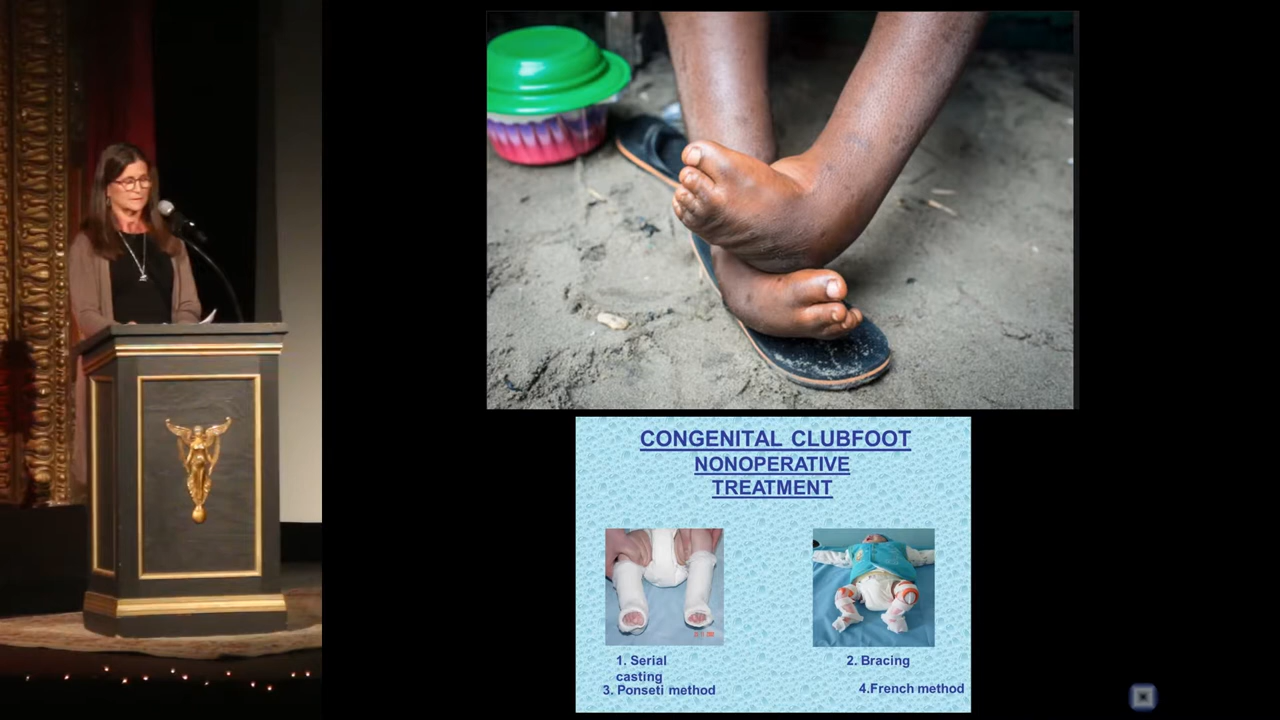 CONGENITAL CLUBFOOT
NONOPERATIVE
TREATMENT
1. Serial
casting
2. Bracing
3. Ponseti method
4.French method